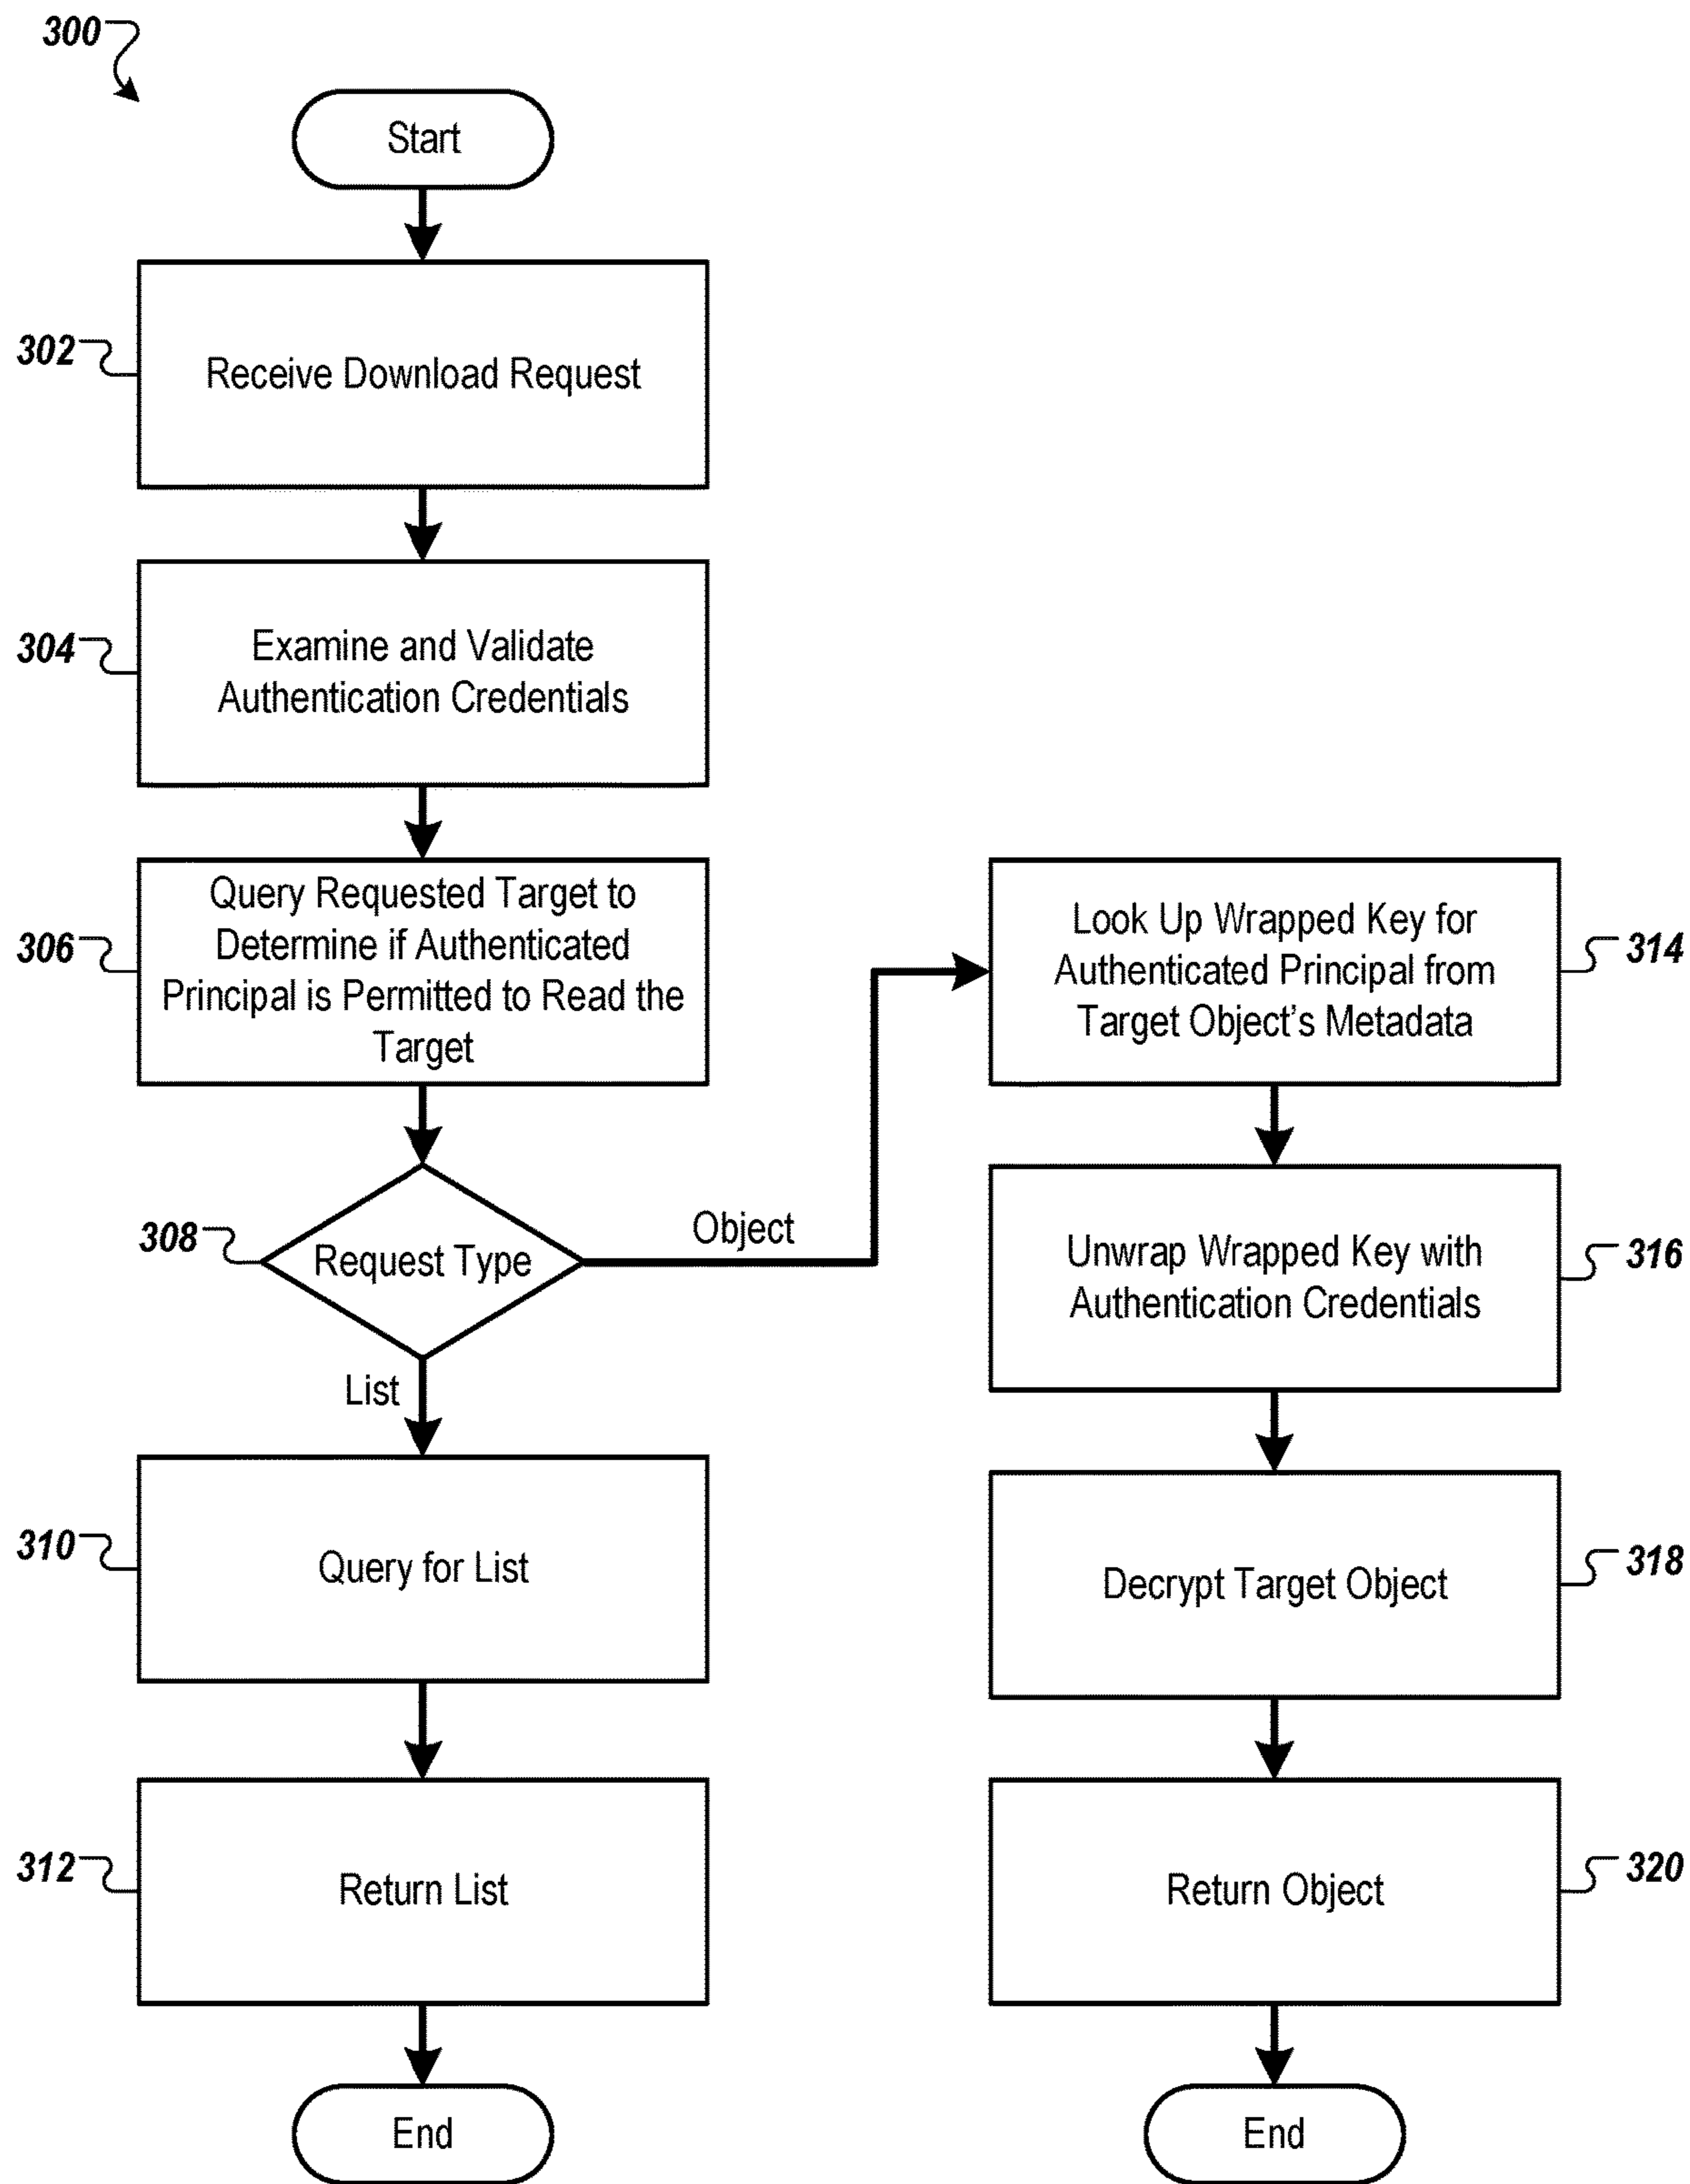 300
Start
302
Receive Download Request
304
Examine and Validate
Authentication Credentials
306
Query Requested Target to
Determine if Authenticated
Principal is Permitted to Read the
Target
308
Request Type
Object
List
310
Query for List
312
Return List
End
Look Up Wrapped Key for
Authenticated Principal from
Target Object's Metadata
314
Unwrap Wrapped Key with
Authentication Credentials
316
Decrypt Target Object
318
Return Object
320
End